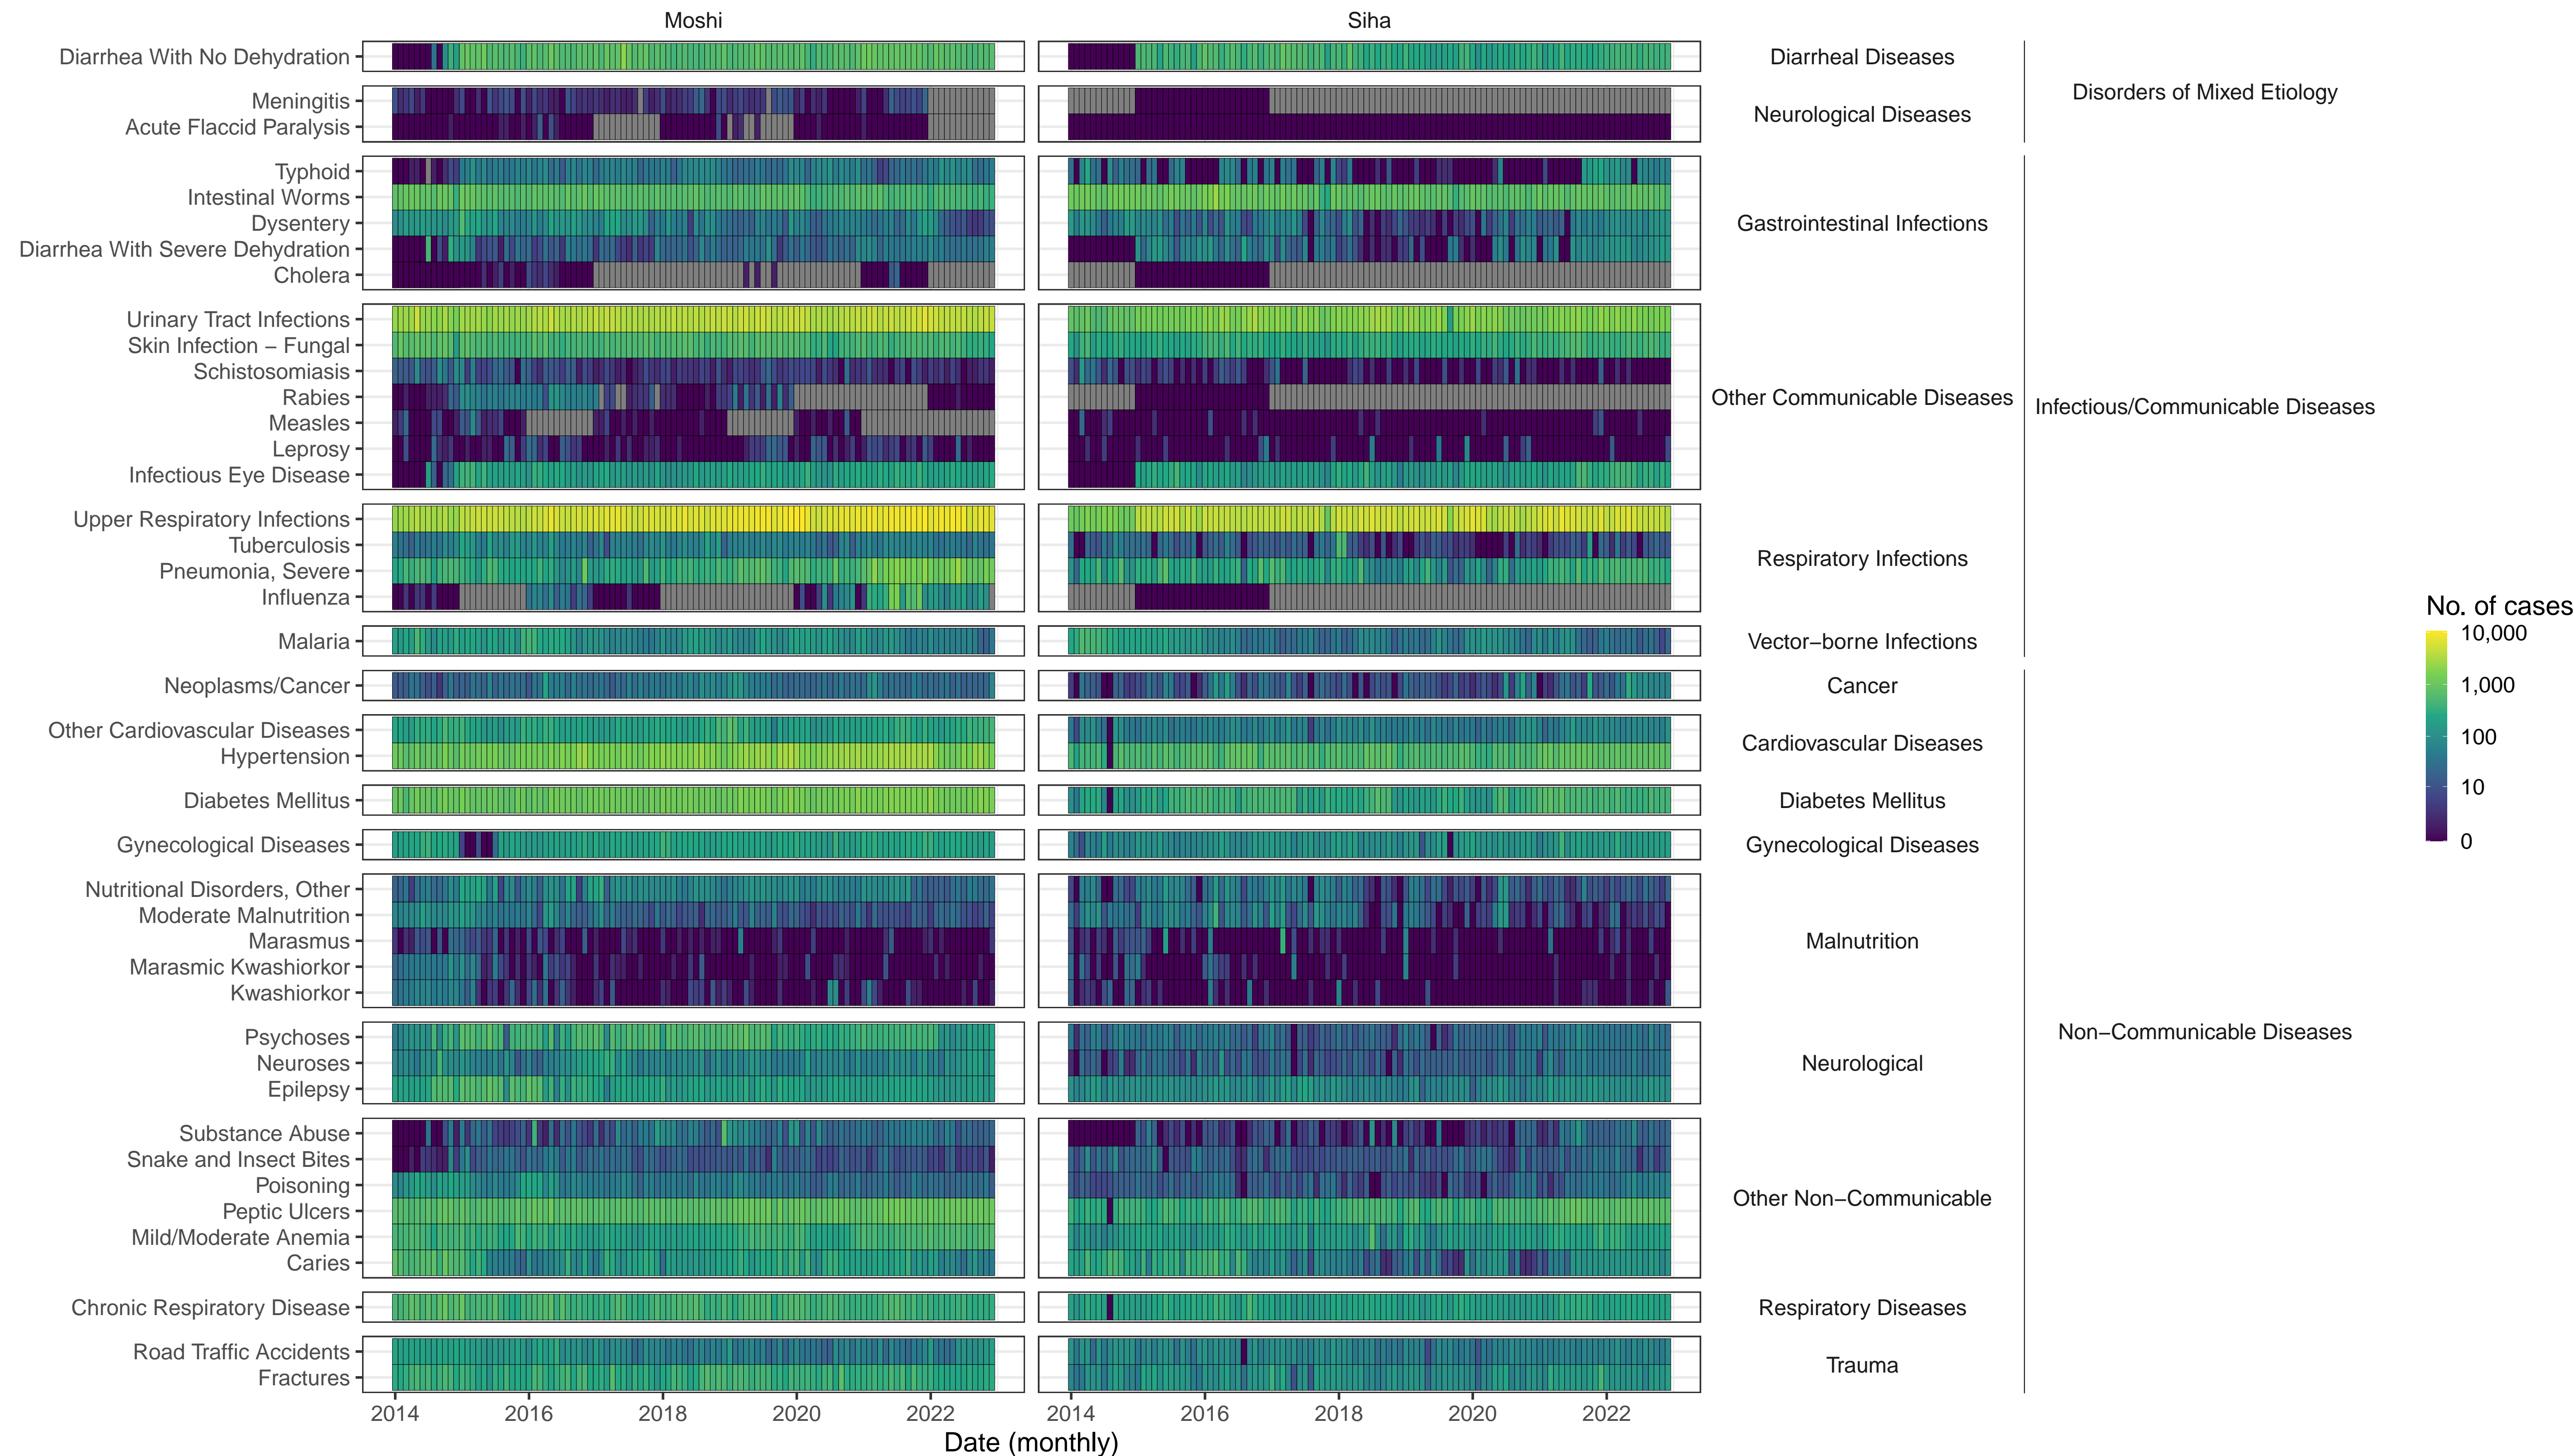 Moshi
Siha
Diarrhea With No Dehydration
Diarrheal Diseases
Meningitis
Acute Flaccid Paralysis
Neurological Diseases
Disorders of Mixed Etiology
Typhoid
Intestinal Worms
Dysentery
Diarrhea With Severe Dehydration
Cholera
Gastrointestinal Infections
Urinary Tract Infections
Skin Infection – Fungal
Schistosomiasis
Rabies
Measles
Leprosy
Infectious Eye Disease
Other Communicable Diseases
Infectious/Communicable Diseases
Upper Respiratory Infections
Tuberculosis
Pneumonia, Severe
Influenza
Respiratory Infections
Malaria
Vector–borne Infections
Neoplasms/Cancer
Cancer
Other Cardiovascular Diseases
Hypertension
Cardiovascular Diseases
Diabetes Mellitus
Diabetes Mellitus
Gynecological Diseases
Gynecological Diseases
Nutritional Disorders, Other
Moderate Malnutrition
Marasmus
Marasmic Kwashiorkor
Kwashiorkor
Malnutrition
Psychoses
Neuroses
Epilepsy
Neurological
Non–Communicable Diseases
Substance Abuse
Snake and Insect Bites
Poisoning
Peptic Ulcers
Mild/Moderate Anemia
Caries
Other Non–Communicable
Chronic Respiratory Disease
Respiratory Diseases
Road Traffic Accidents
Fractures
Trauma
2014 2016 2018 2020 2022
2014 2016 2018 2020 2022
Date (monthly)
No. of cases
10,000
1,000
100
10
0